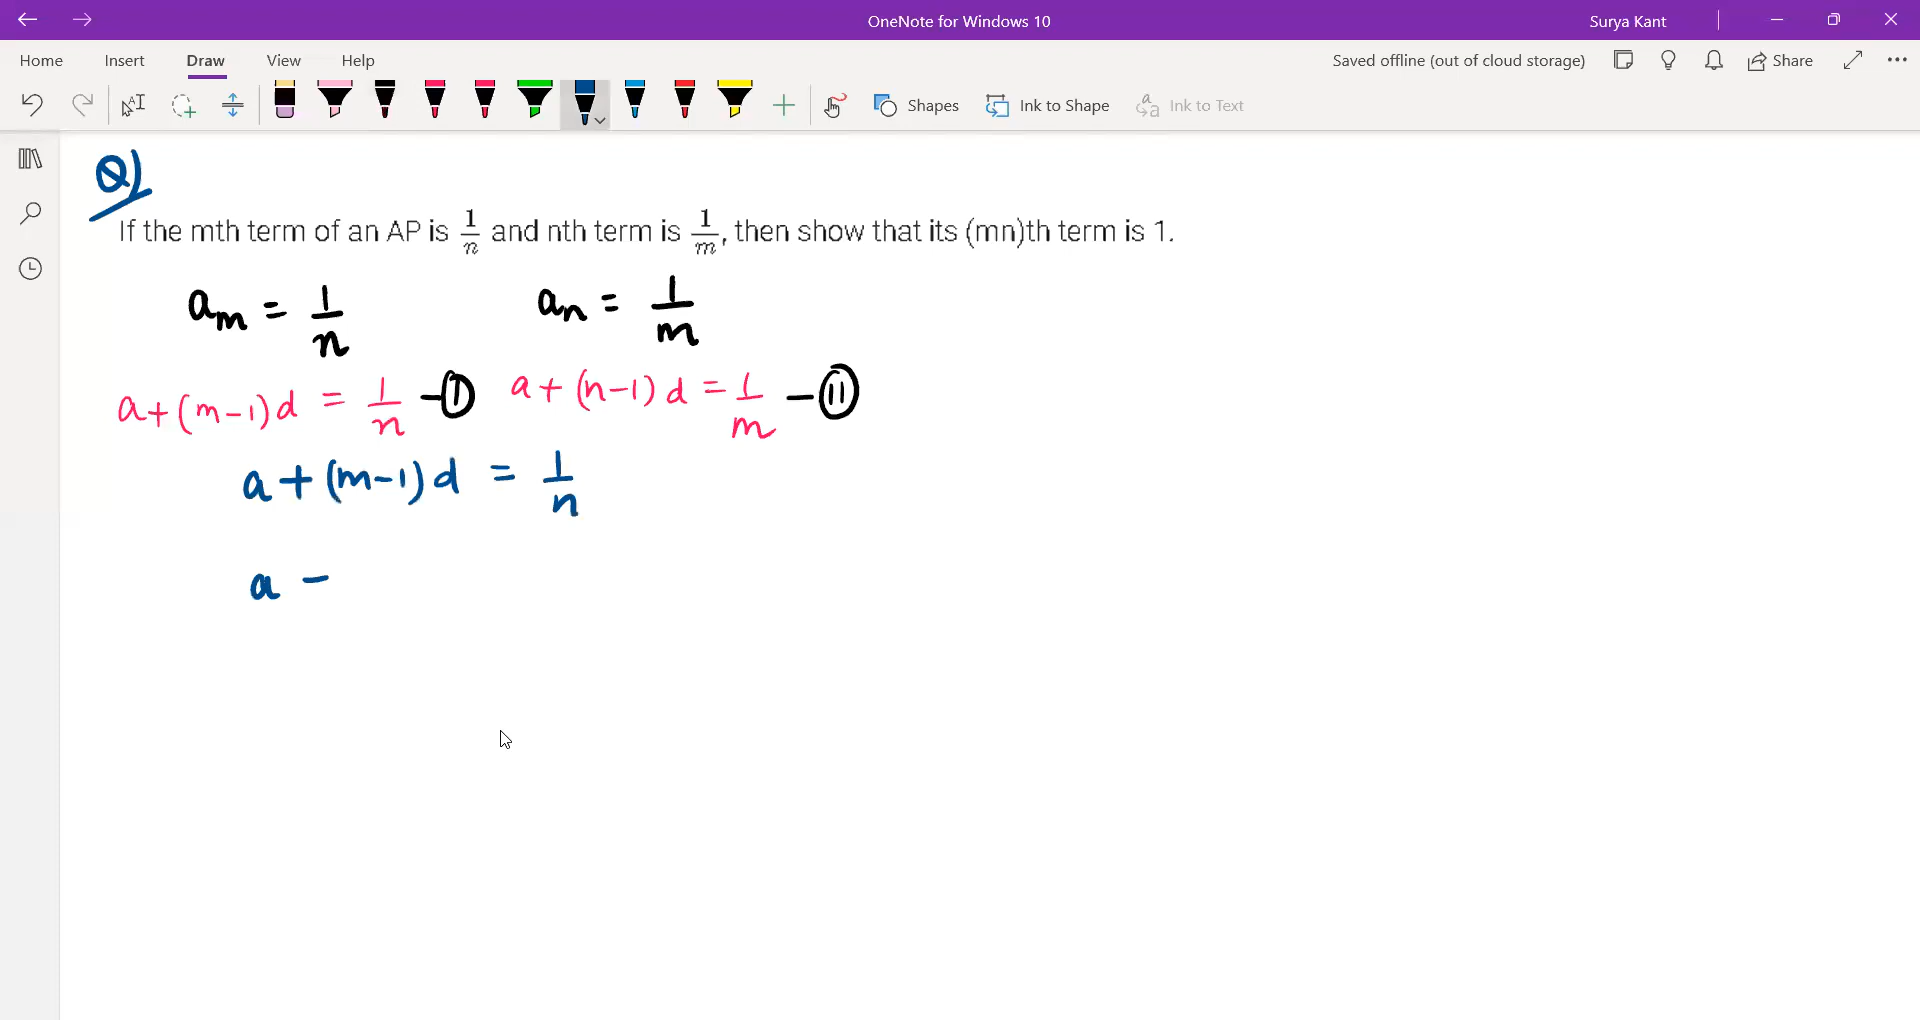 OneNote for Windows 10
Surya Kant
Home Insert Draw View Help
Saved offline (out of cloud storage)
Share
Shapes
Ink to Shape
Ink to Text
Q)
If the mth term of an AP is 1/n and nth term is 1/m, then show that its (mn)th term is 1.
aₘ = 1/n aₙ = 1/m
a+(m-1)d = 1/n -(I) a+(n-1)d = 1/m -(II)
a+(m-1)d = 1/n
a -